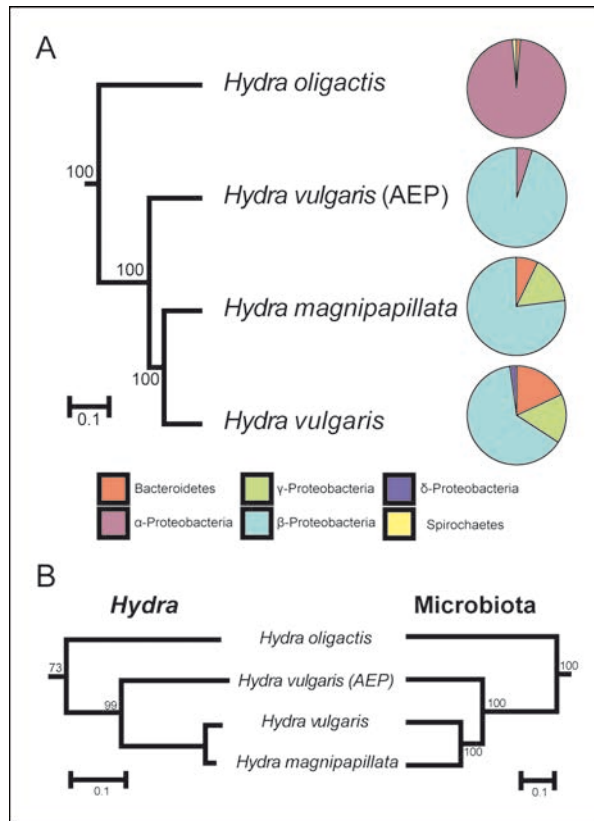 A
Hydra oligactis
100
Hydra vulgaris (AEP)
100
Hydra magnipapillata
100
0.1
Hydra vulgaris
Bacteroidetes
γ-Proteobacteria
δ-Proteobacteria
α-Proteobacteria
β-Proteobacteria
Spirochaetes
B
Hydra
Microbiota
Hydra oligactis
73
100
Hydra vulgaris (AEP)
99
100
Hydra vulgaris
100
Hydra magnipapillata
0.1
0.1